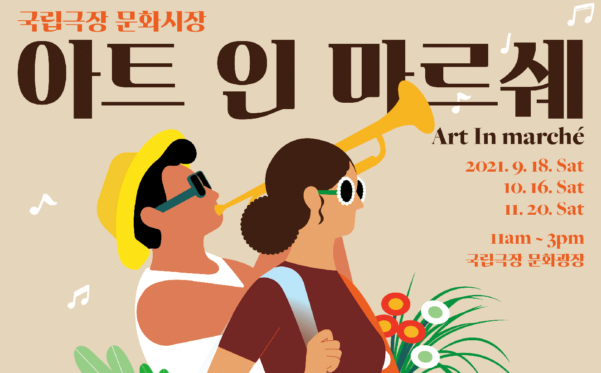 국립극장 문화시장
아트 인 마르쉐
Art In marché
2021. 9. 18. Sat
10. 16. Sat
11. 20. Sat
11am ~ 3pm
국립극장 문화광장